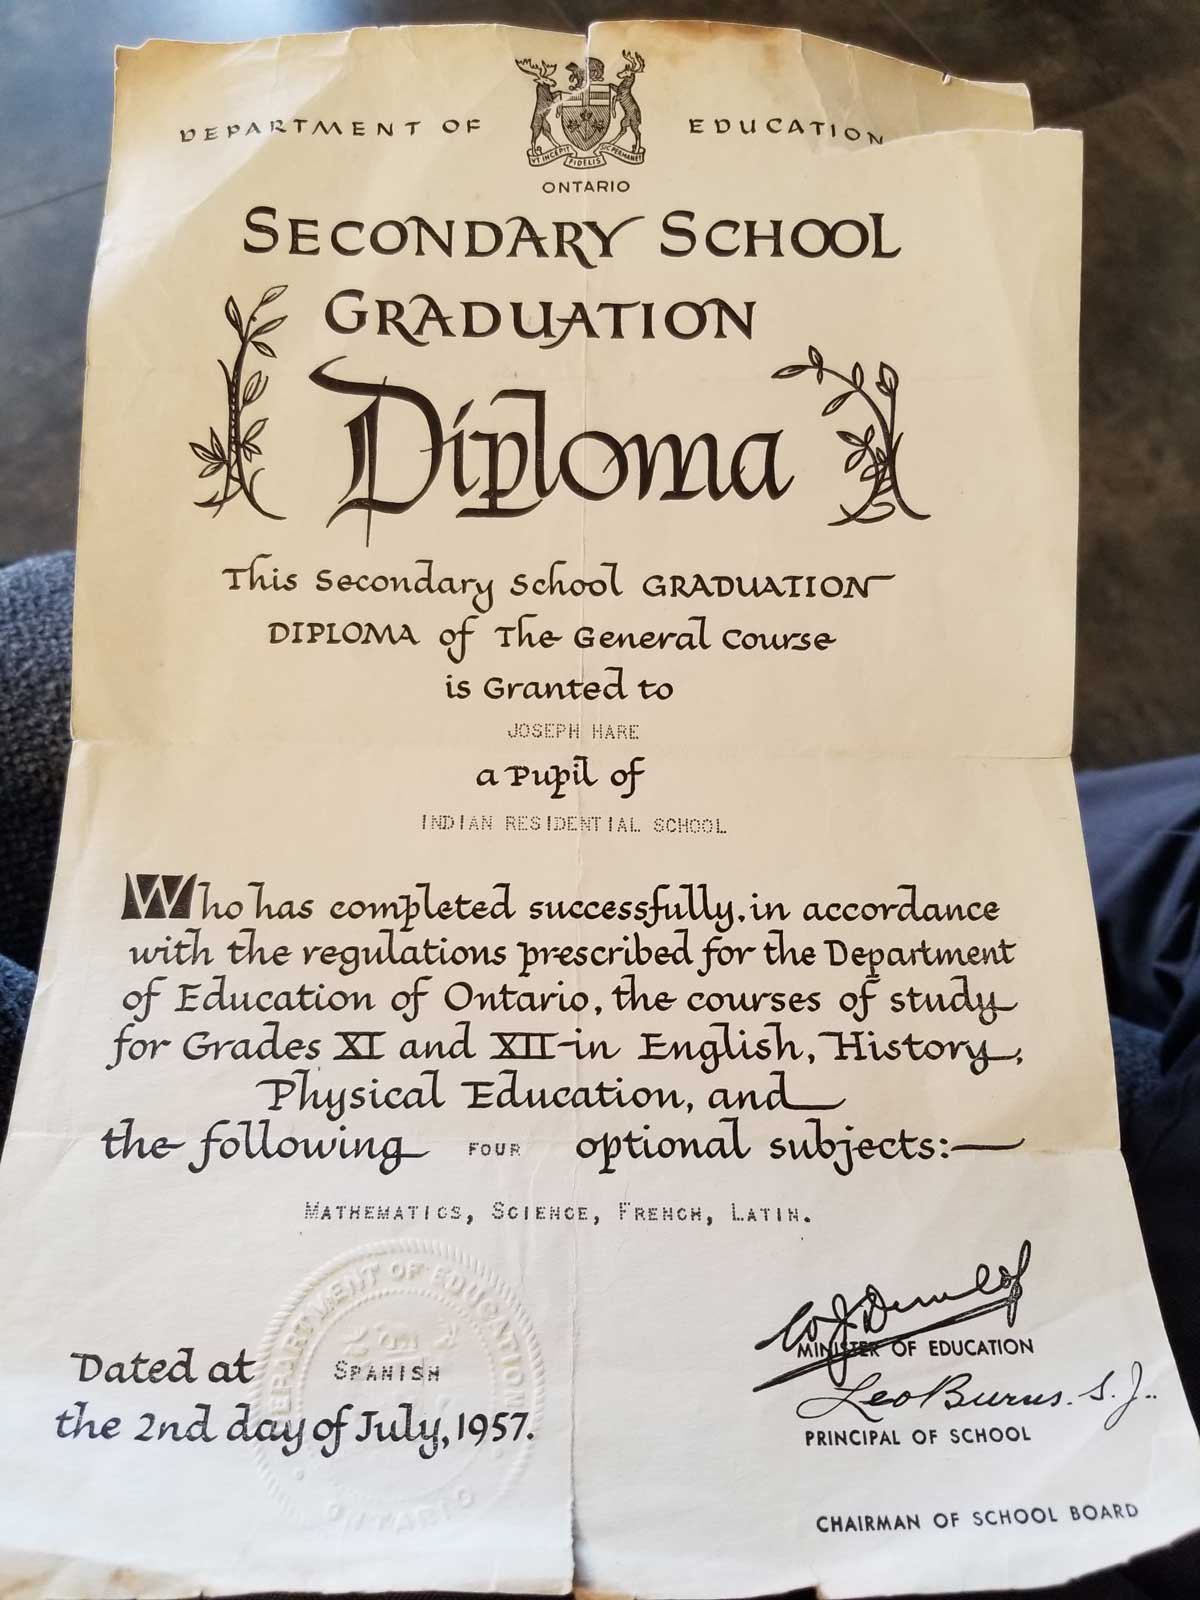 DEPARTMENT OF EDUCATION
UT INCEPIT FIDELIS SIC PERMANET
ONTARIO
SECONDARY SCHOOL
GRADUATION
Diploma
This Secondary School GRADUATION
DIPLOMA of The General Course
is Granted to
JOSEPH HARE
a Pupil of
INDIAN RESIDENTIAL SCHOOL
Who has completed successfully, in accordance
with the regulations prescribed for the Department
of Education of Ontario, the courses of study
for Grades XI and XII in English, History,
Physical Education, and
the following FOUR optional subjects:—
MATHEMATICS, SCIENCE, FRENCH, LATIN.
DEPARTMENT OF EDUCATION
ONTARIO
Dated at SPANISH
the 2nd day of July, 1957.
W J Dunlop
MINISTER OF EDUCATION
Leo Burns. S.J.
PRINCIPAL OF SCHOOL
CHAIRMAN OF SCHOOL BOARD